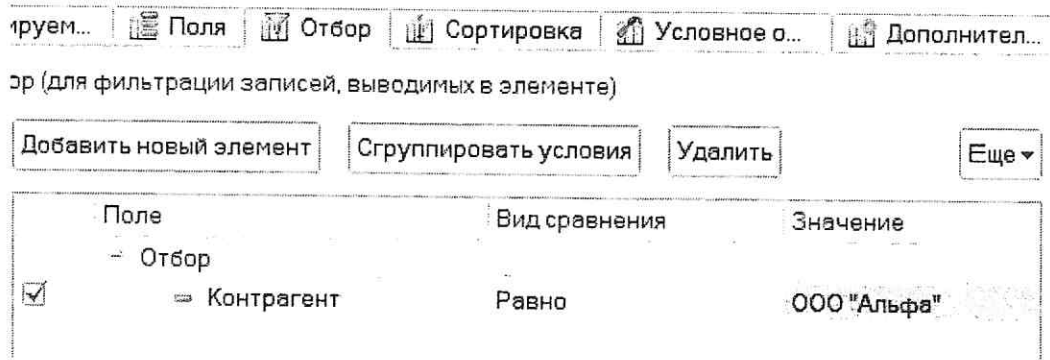 ируем... Поля Отбор Сортировка Условное о... Дополнител...
ор (для фильтрации записей, выводимых в элементе)
Добавить новый элемент Сгруппировать условия Удалить Еще
Поле Вид сравнения Значение
Отбор
Контрагент Равно ООО "Альфа"